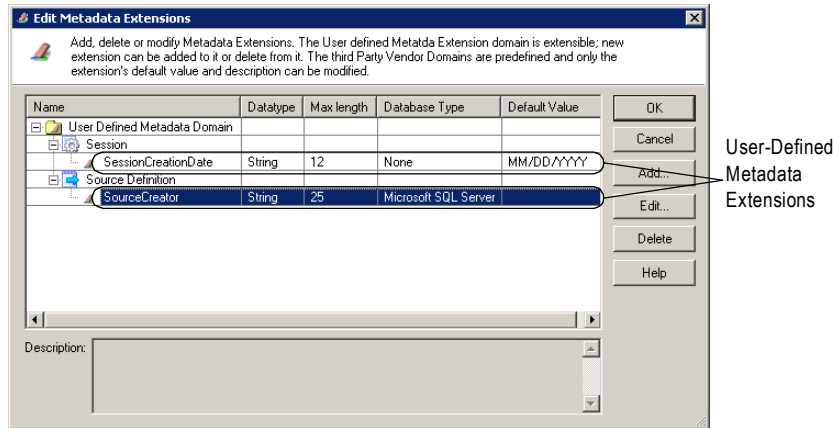 Edit Metadata Extensions
Add, delete or modify Metadata Extensions. The User defined Metatda Extension domain is extensible; new
extension can be added to it or delete from it. The third Party Vendor Domains are predefined and only the
extension's default value and description can be modified.
Name Datatype Max length Database Type Default Value
User Defined Metadata Domain
Session
SessionCreationDate String 12 None MM/DD/YYYY
Source Definition
SourceCreator String 25 Microsoft SQL Server
OK
Cancel
Add...
Edit...
Delete
Help
Description:
User-Defined
Metadata
Extensions